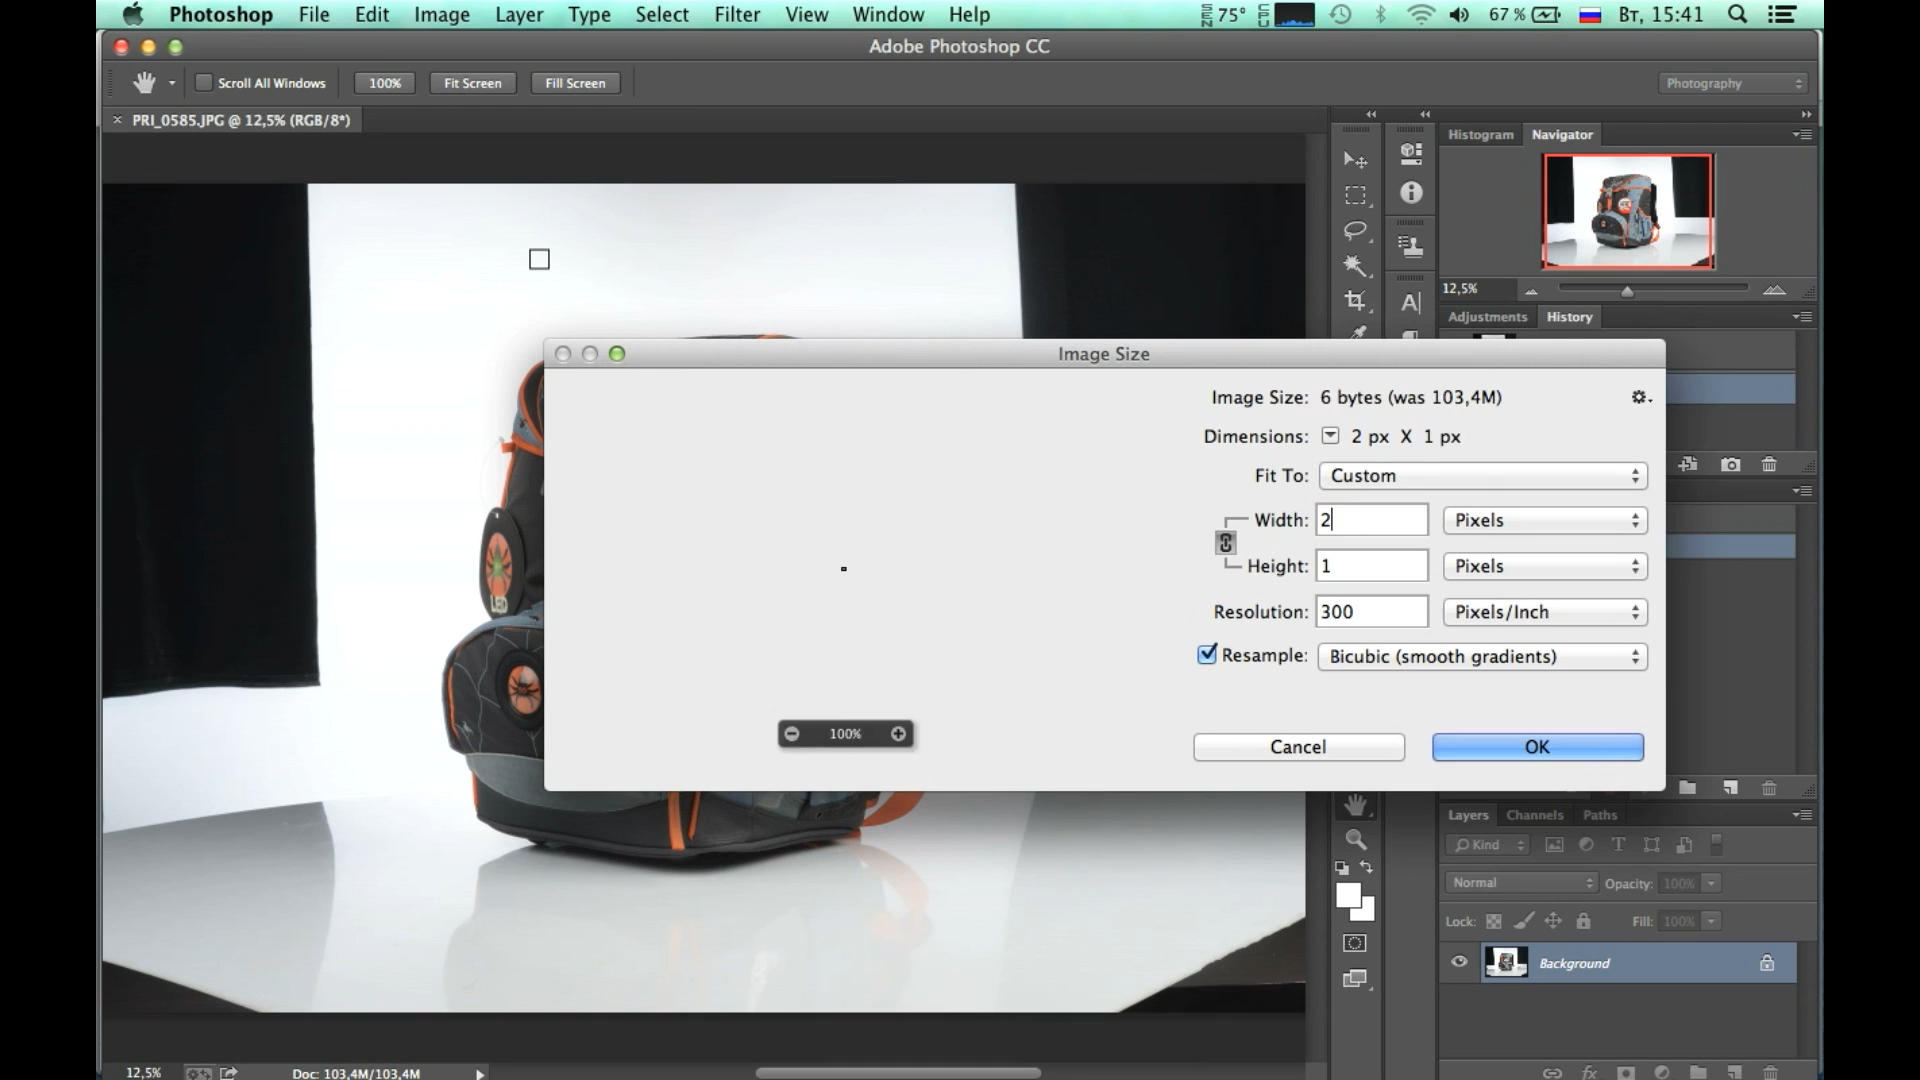 Photoshop File Edit Image Layer Type Select Filter View Window Help
SEN 75° CPU 67 % Вт, 15:41
Adobe Photoshop CC
Scroll All Windows 100% Fit Screen Fill Screen Photography
PRI_0585.JPG @ 12,5% (RGB/8*)
Histogram Navigator
12,5%
Adjustments History
Image Size
Image Size: 6 bytes (was 103,4M)
Dimensions: 2 px X 1 px
Fit To: Custom
Width: 2 Pixels
Height: 1 Pixels
Resolution: 300 Pixels/Inch
Resample: Bicubic (smooth gradients)
100%
Cancel OK
LED
Layers Channels Paths
Kind
Normal Opacity: 100%
Lock: Fill: 100%
Background
12,5% Doc: 103,4M/103,4M